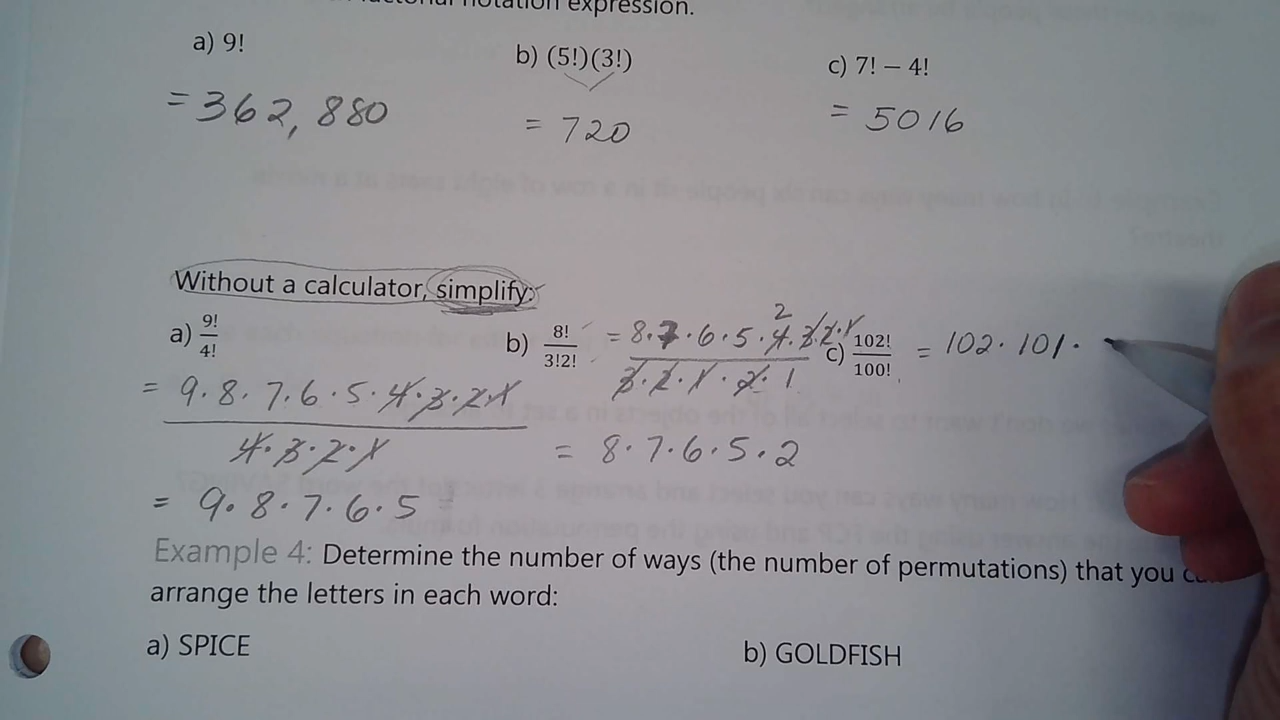 factorial notation expression.
a) 9!
= 362,880
b) (5!)(3!)
= 720
c) 7! – 4!
= 5016
Without a calculator, simplify:
a) 9!/4!
= 9·8·7·6·5·4·3·2·1
4·3·2·1
= 9·8·7·6·5
b) 8!/3!2! = 8·7·6·5·4·3·2·1
2
3·2·1·2·1
= 8·7·6·5·2
c) 102!/100! = 102·101·
Example 4: Determine the number of ways (the number of permutations) that you
arrange the letters in each word:
a) SPICE
b) GOLDFISH